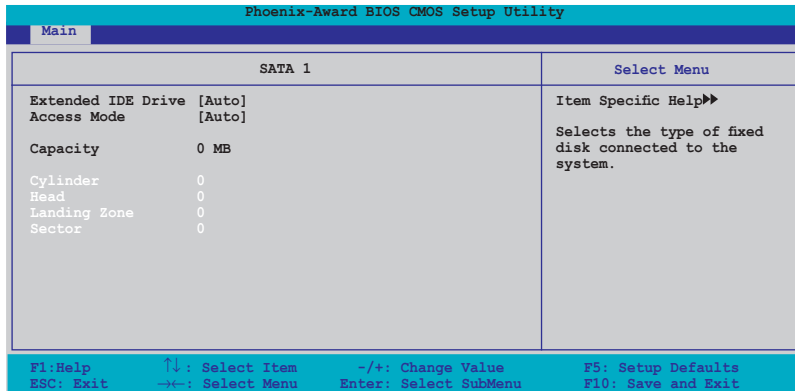 Phoenix-Award BIOS CMOS Setup Utility
Main
SATA 1
Select Menu
Extended IDE Drive [Auto]
Access Mode [Auto]
Capacity 0 MB
Cylinder 0
Head 0
Landing Zone 0
Sector 0
Item Specific Help▶▶
Selects the type of fixed
disk connected to the
system.
F1:Help ↑↓: Select Item -/+: Change Value F5: Setup Defaults
ESC: Exit →←: Select Menu Enter: Select SubMenu F10: Save and Exit